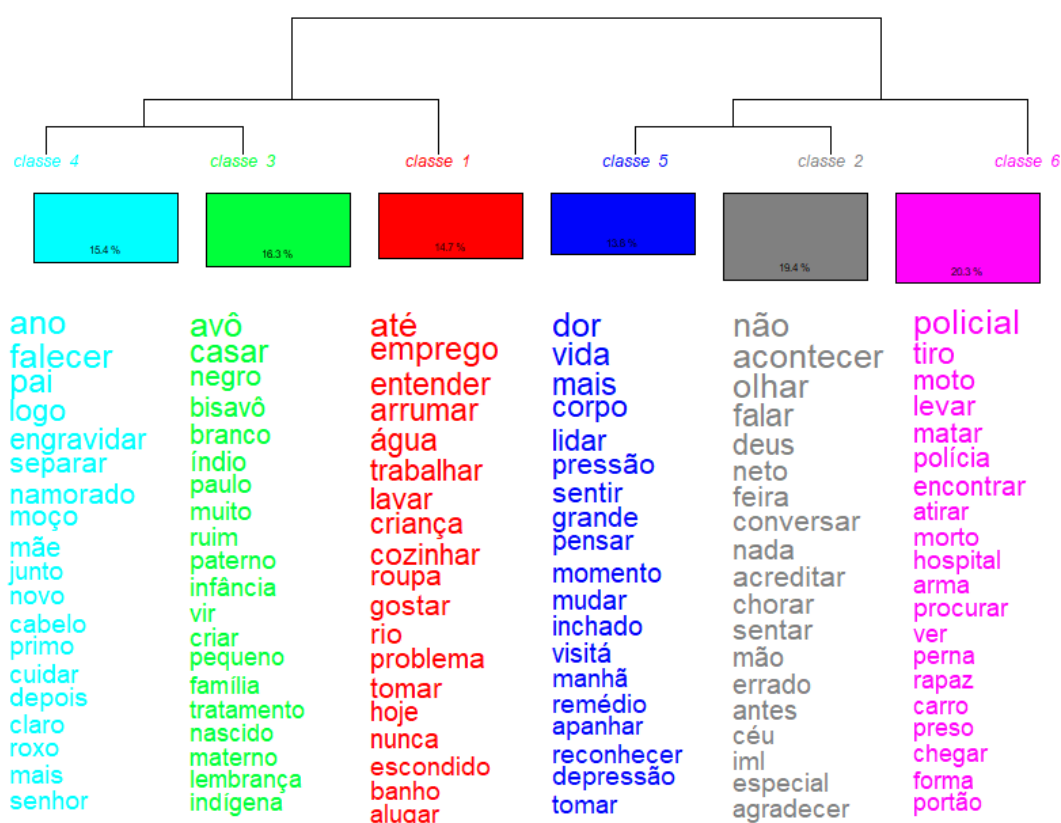 classe 4
classe 3
classe 1
classe 5
classe 2
classe 6
15.4 %
16.3 %
14.7 %
13.8 %
19.4 %
20.3 %
ano
falecer
pai
logo
engravidar
separar
namorado
moço
mãe
junto
novo
cabelo
primo
cuidar
depois
claro
roxo
mais
senhor
avô
casar
negro
bisavô
branco
índio
paulo
muito
ruim
paterno
infância
vir
criar
pequeno
família
tratamento
nascido
materno
lembrança
indígena
até
emprego
entender
arrumar
água
trabalhar
lavar
criança
cozinhar
roupa
gostar
rio
problema
tomar
hoje
nunca
escondido
banho
alugar
dor
vida
mais
corpo
lidar
pressão
sentir
grande
pensar
momento
mudar
inchado
visitá
manhã
remédio
apanhar
reconhecer
depressão
tomar
não
acontecer
olhar
falar
deus
neto
feira
conversar
nada
acreditar
chorar
sentar
mão
errado
antes
céu
iml
especial
agradecer
policial
tiro
moto
levar
matar
polícia
encontrar
atirar
morto
hospital
arma
procurar
ver
perna
rapaz
carro
preso
chegar
forma
portão